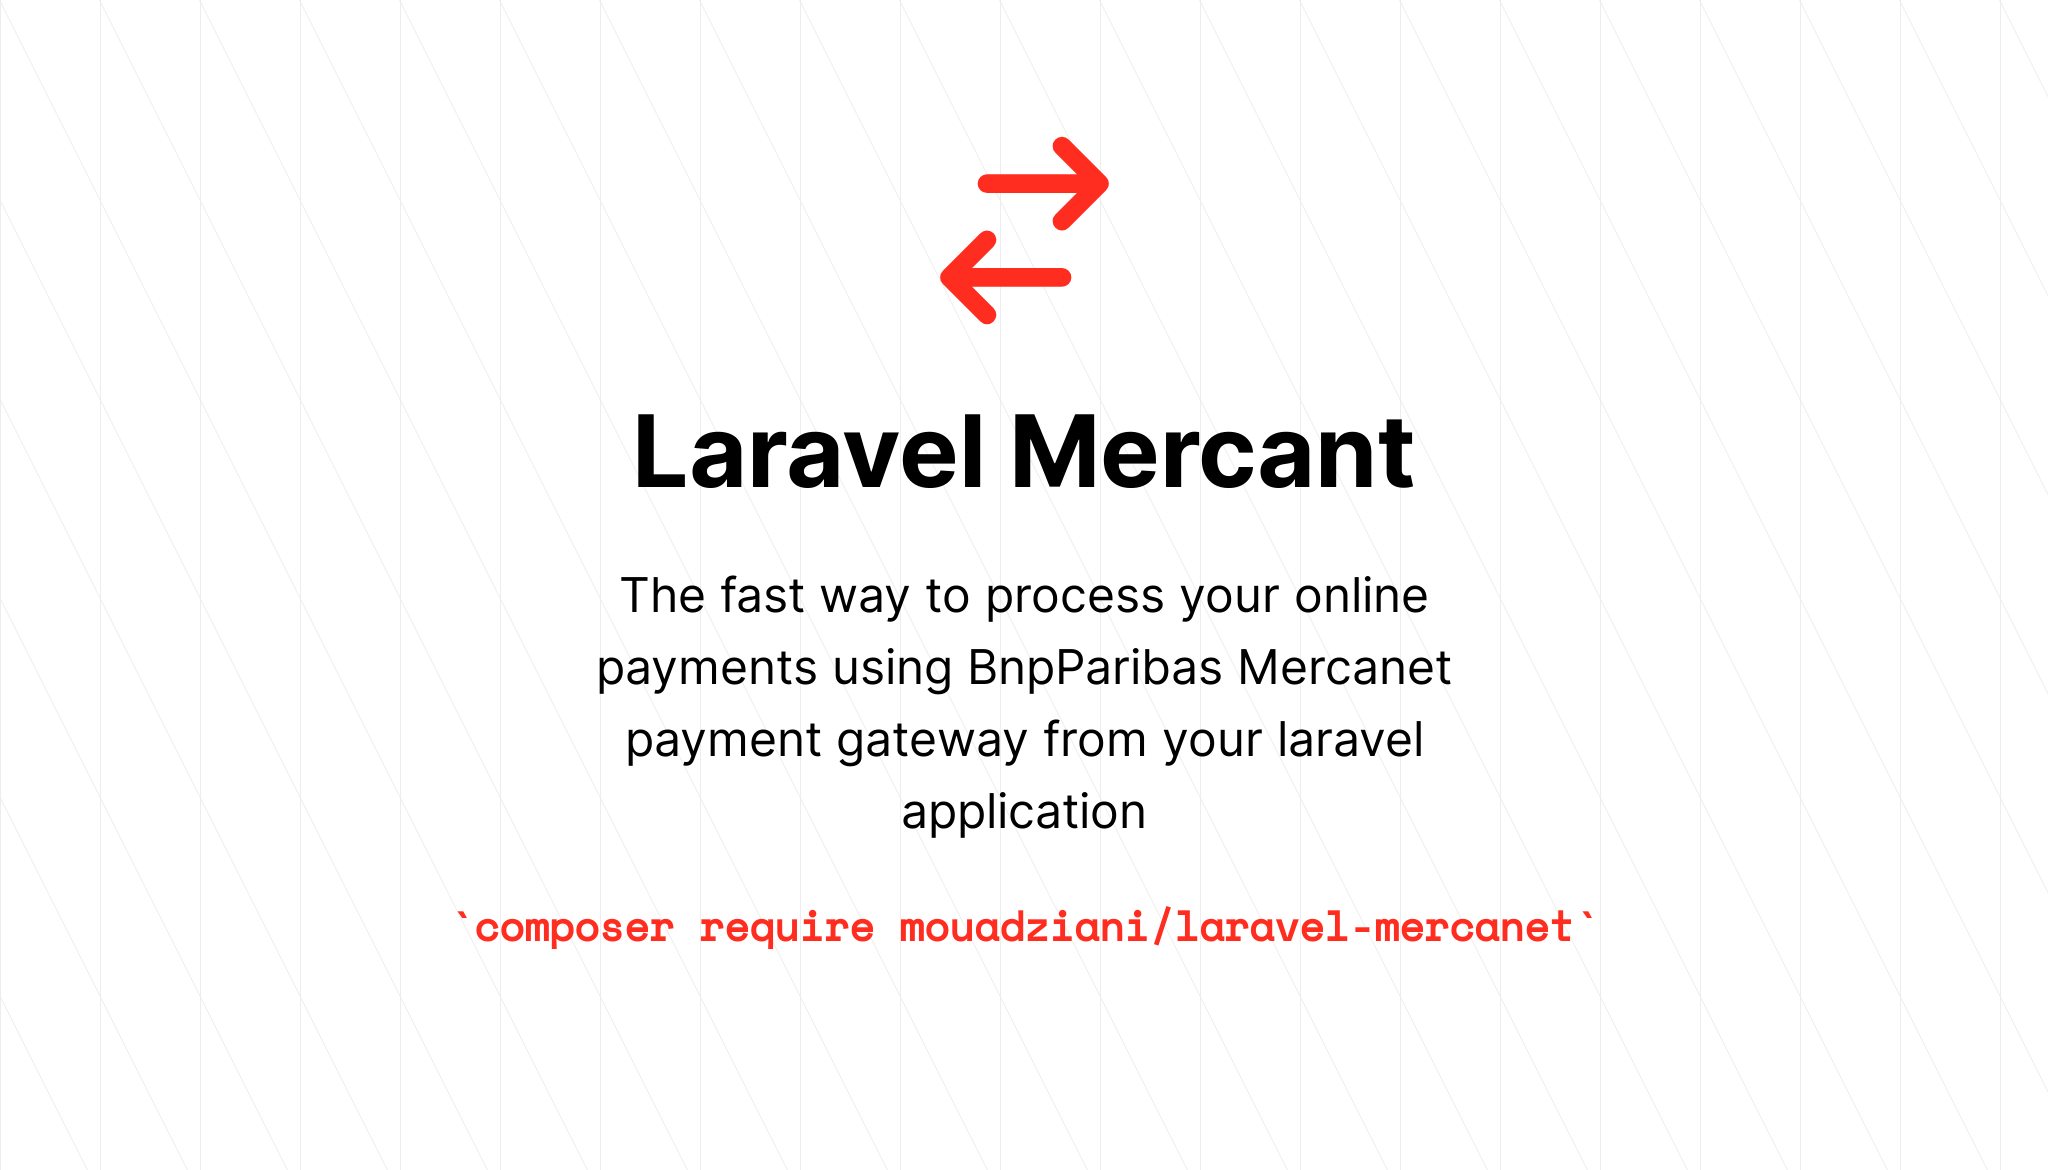 Laravel Mercant
The fast way to process your online
payments using BnpParibas Mercanet
payment gateway from your laravel
application
`composer require mouadziani/laravel-mercanet`